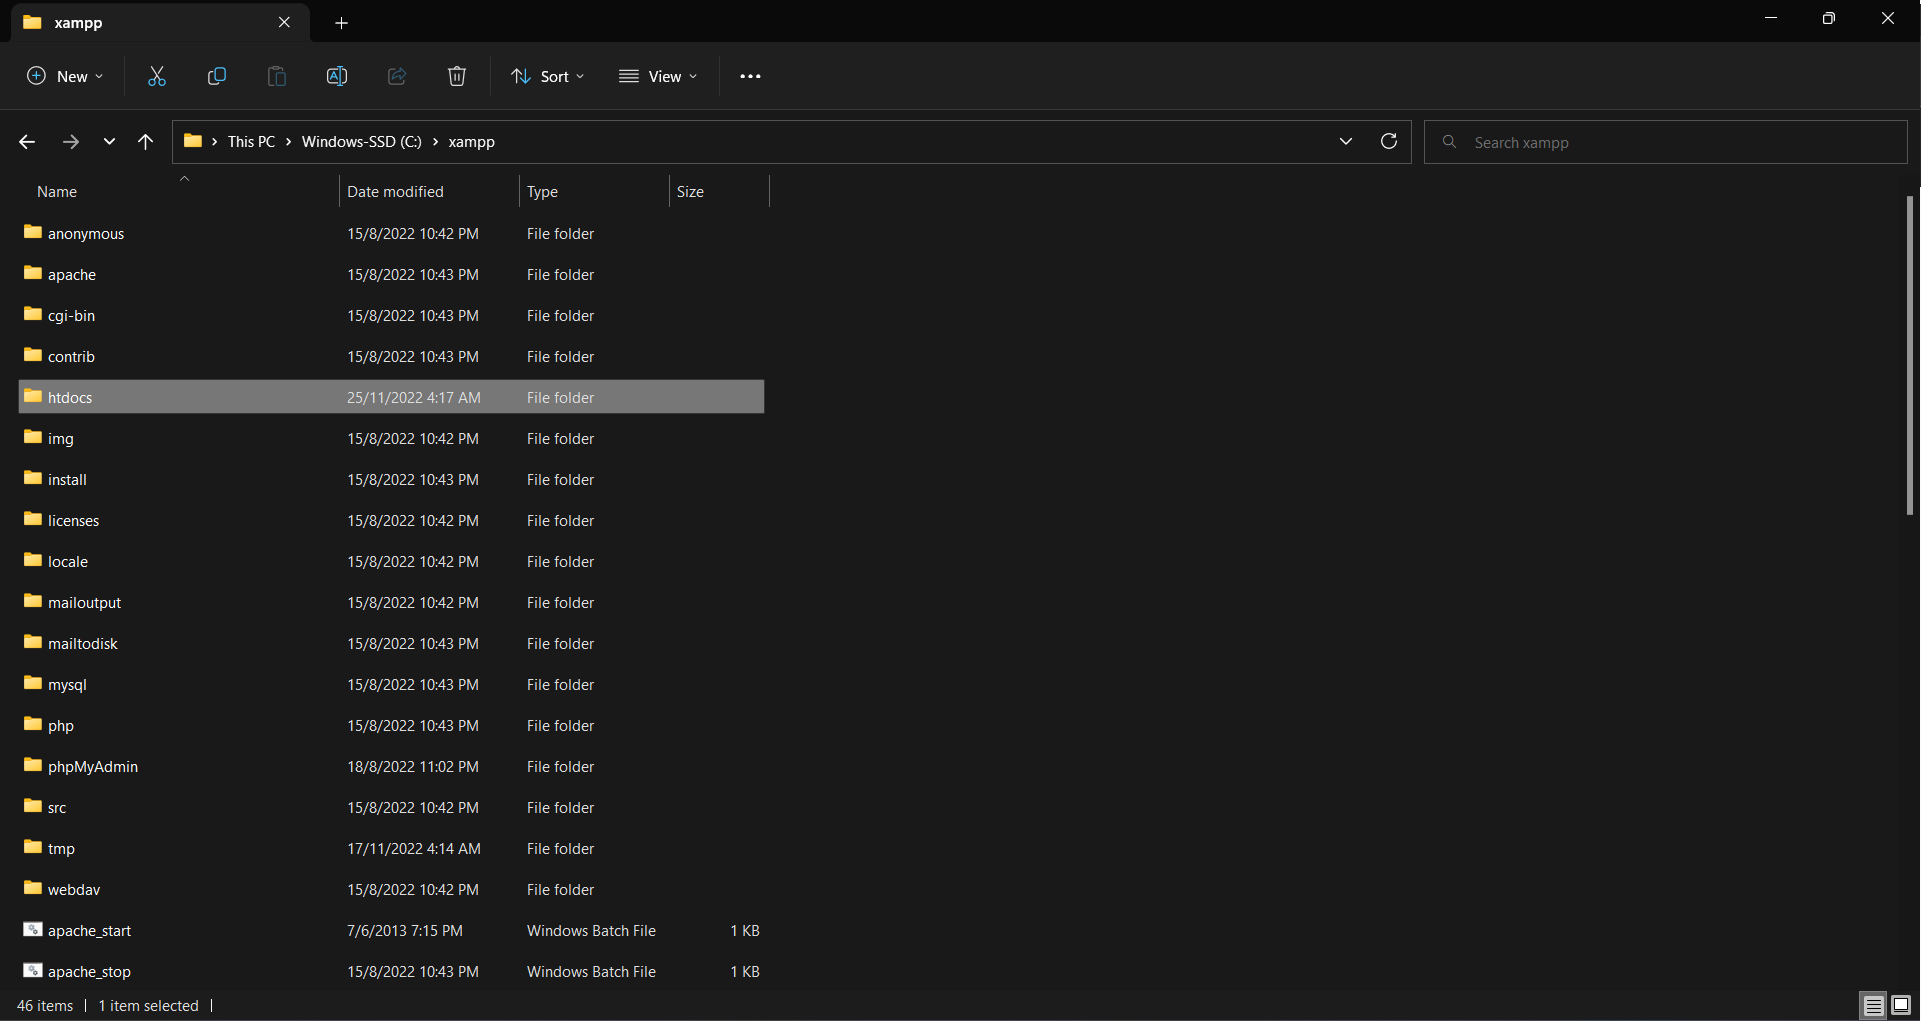 xampp
New
Sort
View
This PC > Windows-SSD (C:) > xampp
Search xampp
Name Date modified Type Size
anonymous 15/8/2022 10:42 PM File folder
apache 15/8/2022 10:43 PM File folder
cgi-bin 15/8/2022 10:43 PM File folder
contrib 15/8/2022 10:43 PM File folder
htdocs 25/11/2022 4:17 AM File folder
img 15/8/2022 10:42 PM File folder
install 15/8/2022 10:43 PM File folder
licenses 15/8/2022 10:42 PM File folder
locale 15/8/2022 10:42 PM File folder
mailoutput 15/8/2022 10:42 PM File folder
mailtodisk 15/8/2022 10:43 PM File folder
mysql 15/8/2022 10:43 PM File folder
php 15/8/2022 10:43 PM File folder
phpMyAdmin 18/8/2022 11:02 PM File folder
src 15/8/2022 10:42 PM File folder
tmp 17/11/2022 4:14 AM File folder
webdav 15/8/2022 10:42 PM File folder
apache_start 7/6/2013 7:15 PM Windows Batch File 1 KB
apache_stop 15/8/2022 10:43 PM Windows Batch File 1 KB
46 items 1 item selected